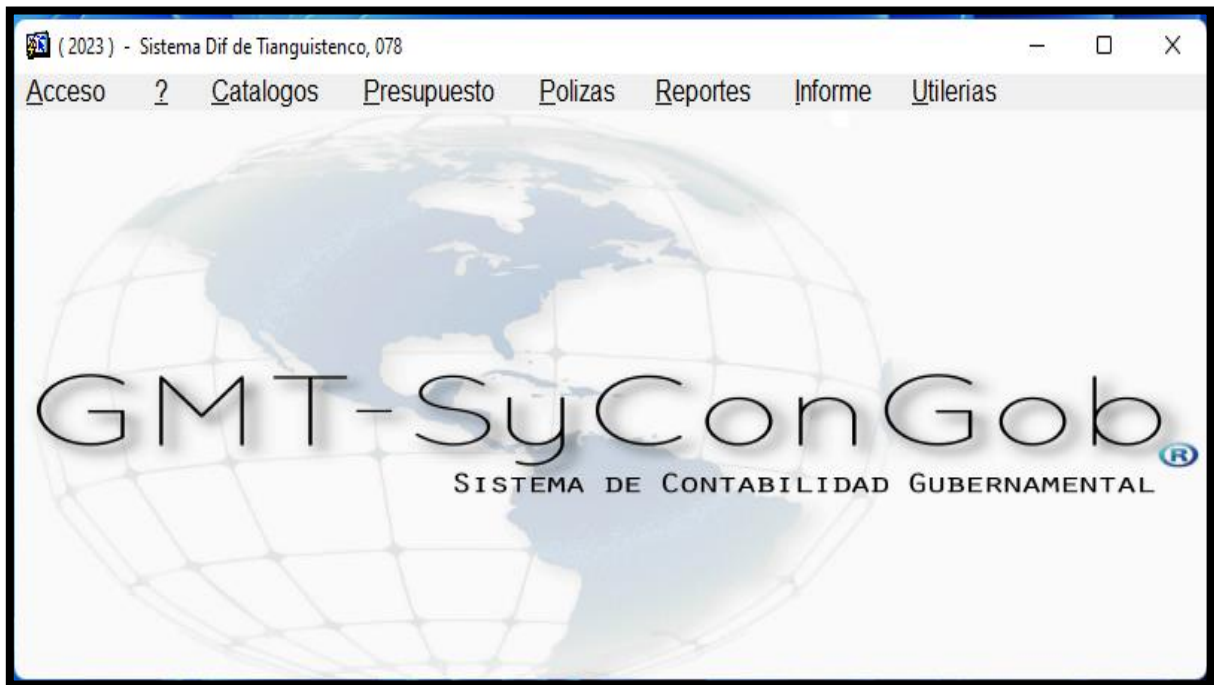 ( 2023 ) - Sistema Dif de Tianguistenco, 078
Acceso ? Catalogos Presupuesto Polizas Reportes Informe Utilerias
GMT-SyConGob®
SISTEMA DE CONTABILIDAD GUBERNAMENTAL